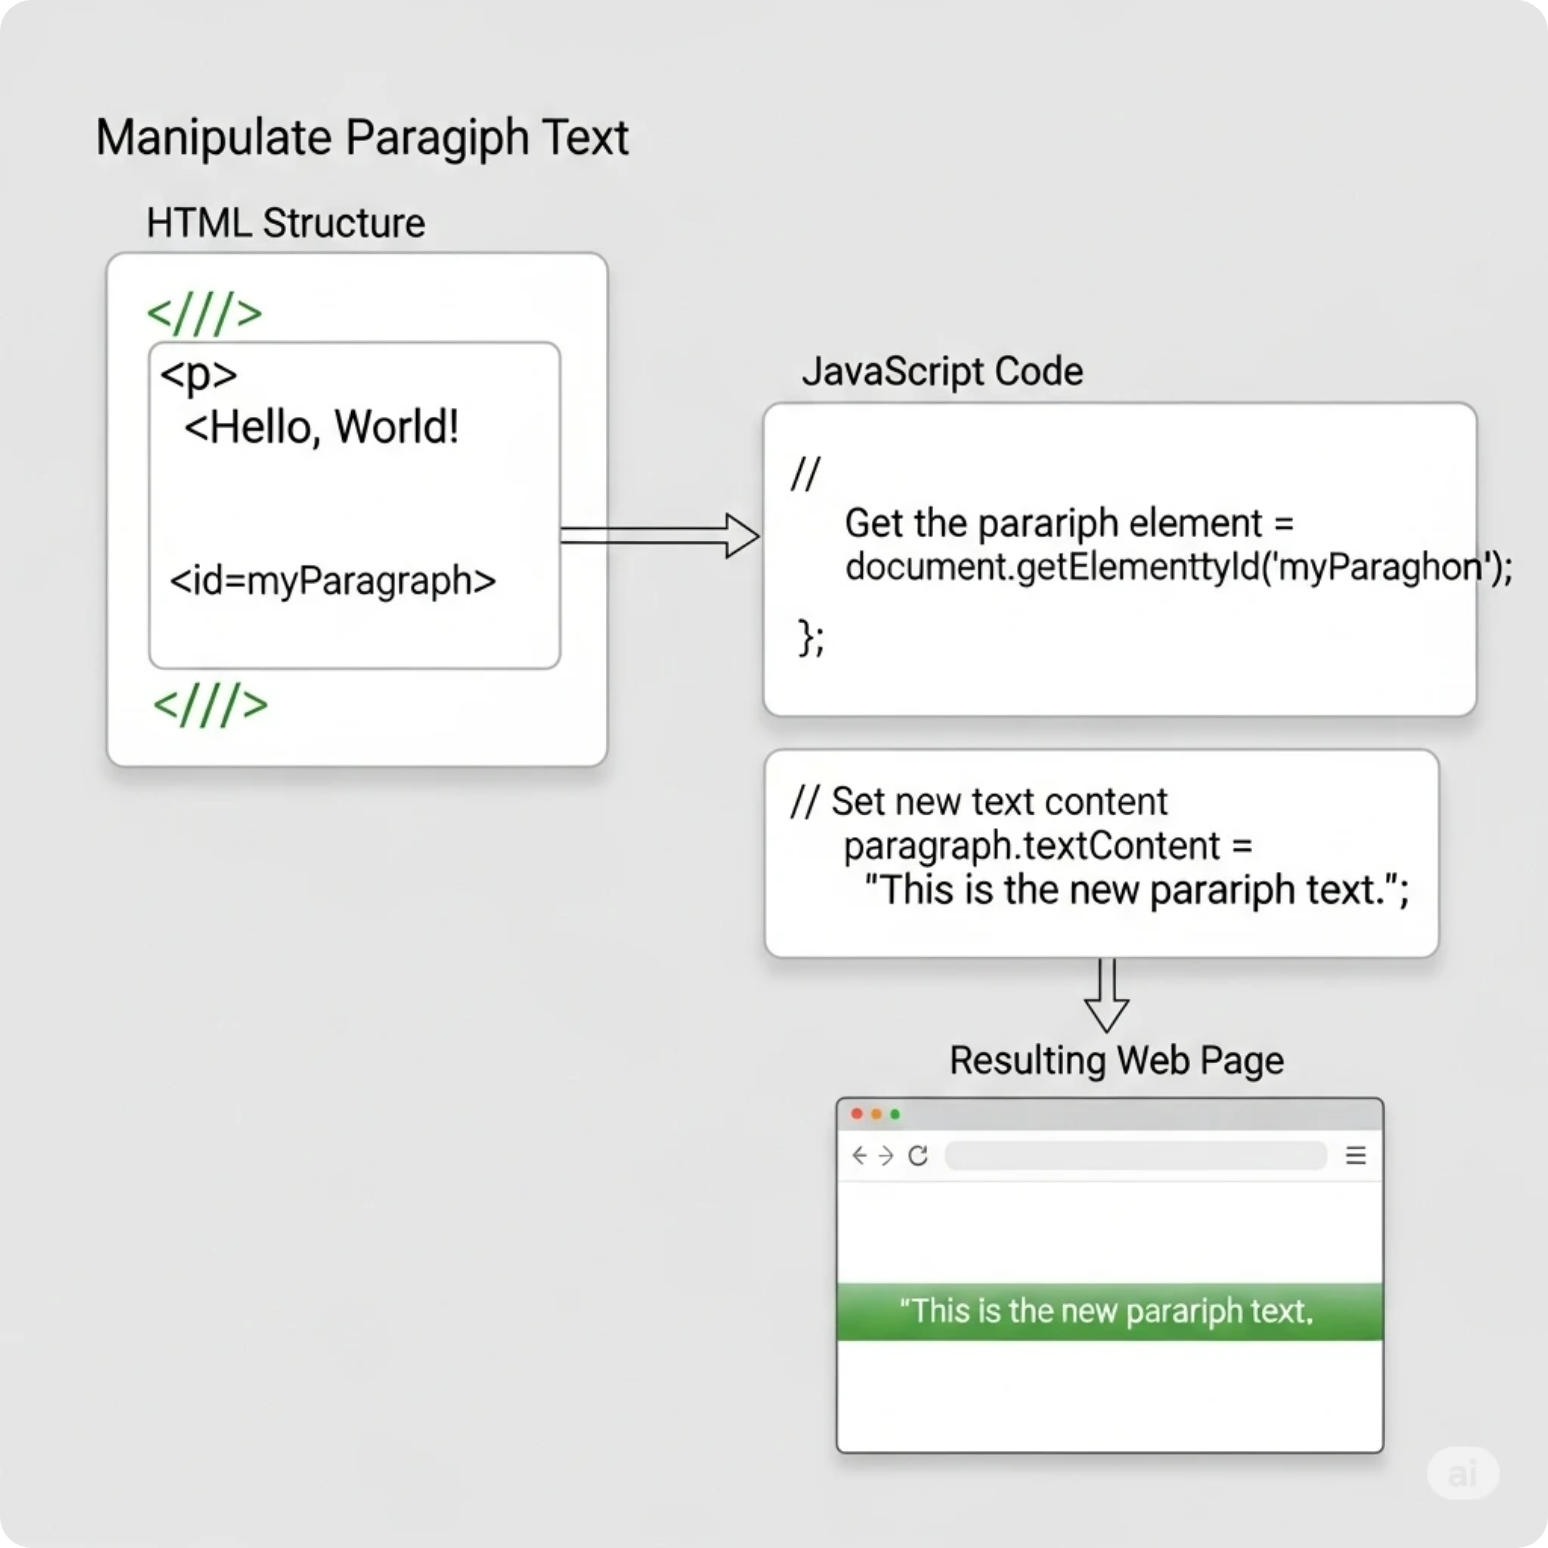 Manipulate Paragiph Text
HTML Structure
<///>
<p>
<Hello, World!
<id=myParagraph>
<///>
JavaScript Code
//
Get the parariph element =
document.getElementtyId('myParaghon');
};
// Set new text content
paragraph.textContent =
"This is the new parariph text.";
Resulting Web Page
"This is the new parariph text,
ai